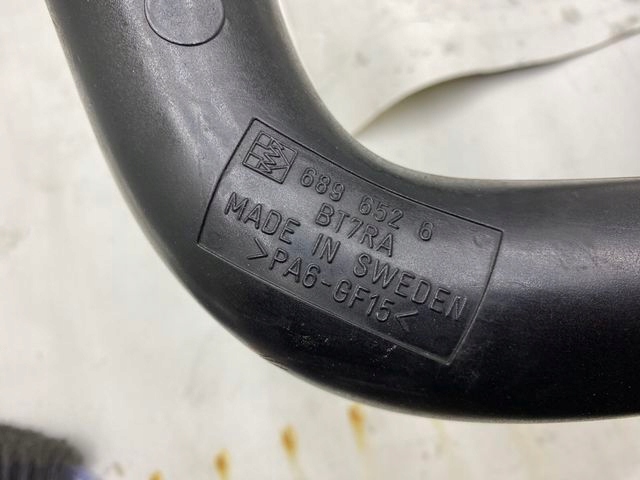 689 652 6
BT7RA
MADE IN SWEDEN
>PA6-GF15<